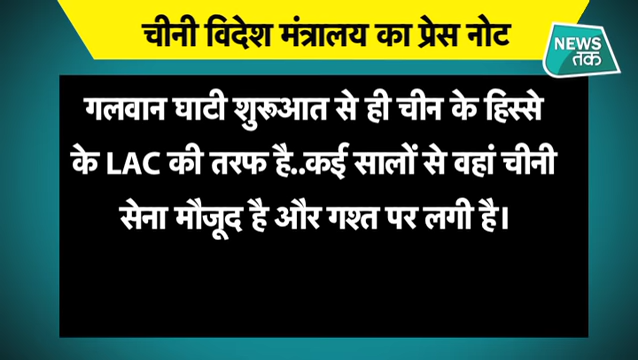 चीनी विदेश मंत्रालय का प्रेस नोट
NEWS
तक
गलवान घाटी शुरूआत से ही चीन के हिस्से
के LAC की तरफ है..कई सालों से वहां चीनी
सेना मौजूद है और गश्त पर लगी है।